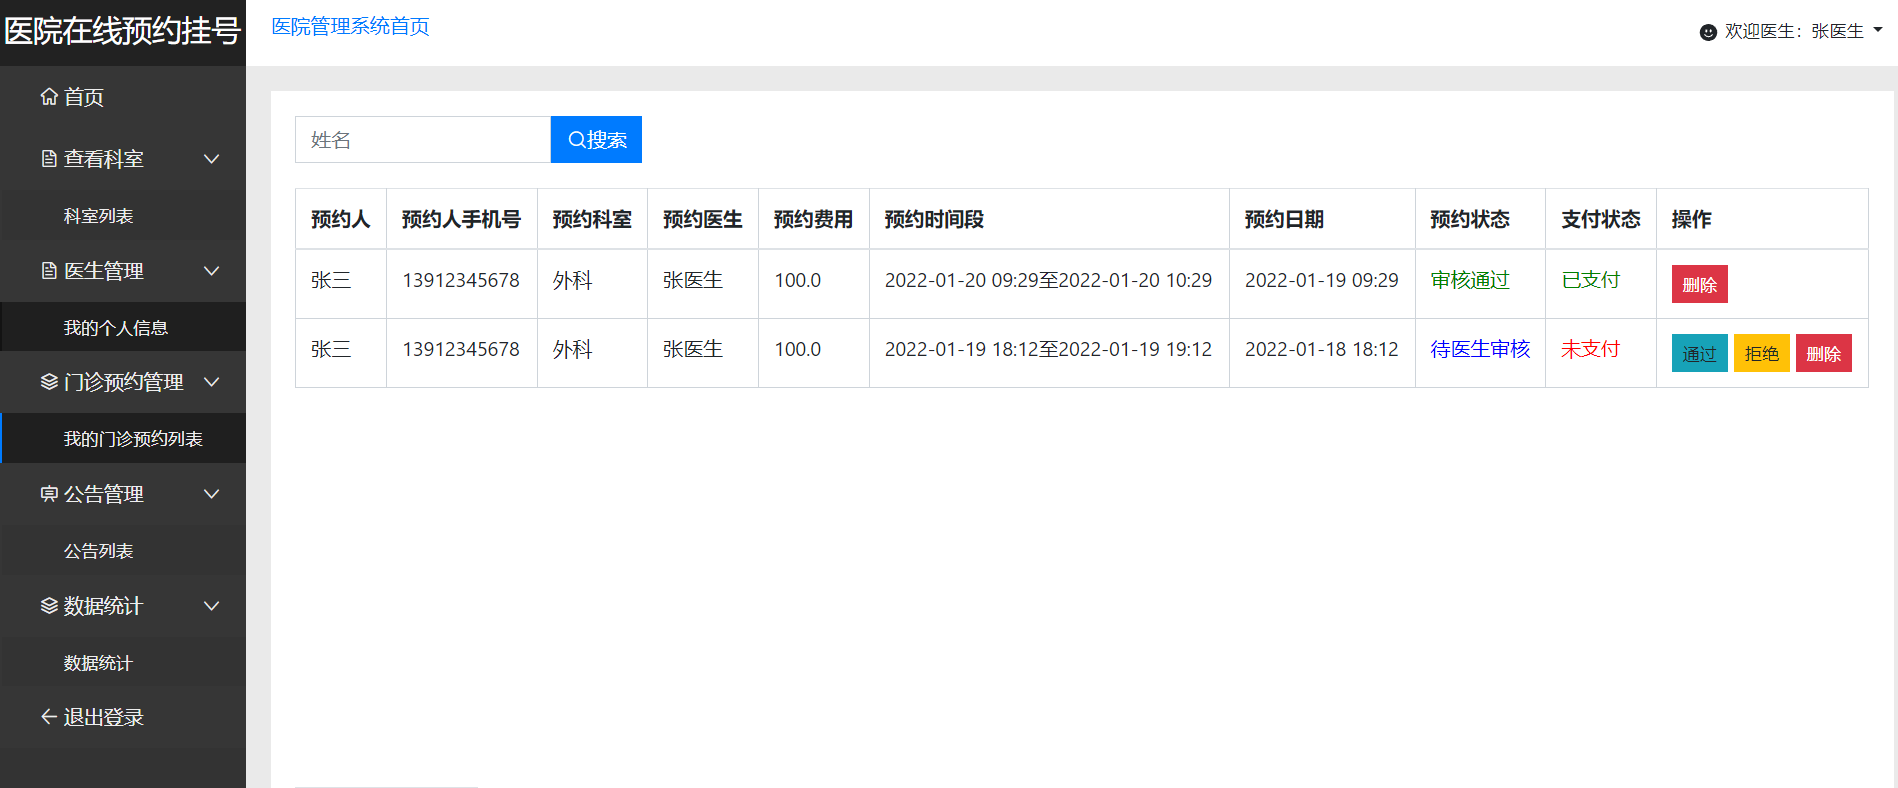 医院在线预约挂号
医院管理系统首页
欢迎医生：张医生
首页
查看科室
科室列表
医生管理
我的个人信息
门诊预约管理
我的门诊预约列表
公告管理
公告列表
数据统计
数据统计
退出登录
姓名
搜索
预约人 预约人手机号 预约科室 预约医生 预约费用 预约时间段 预约日期 预约状态 支付状态 操作
张三 13912345678 外科 张医生 100.0 2022-01-20 09:29至2022-01-20 10:29 2022-01-19 09:29 审核通过 已支付 删除
张三 13912345678 外科 张医生 100.0 2022-01-19 18:12至2022-01-19 19:12 2022-01-18 18:12 待医生审核 未支付 通过 拒绝 删除